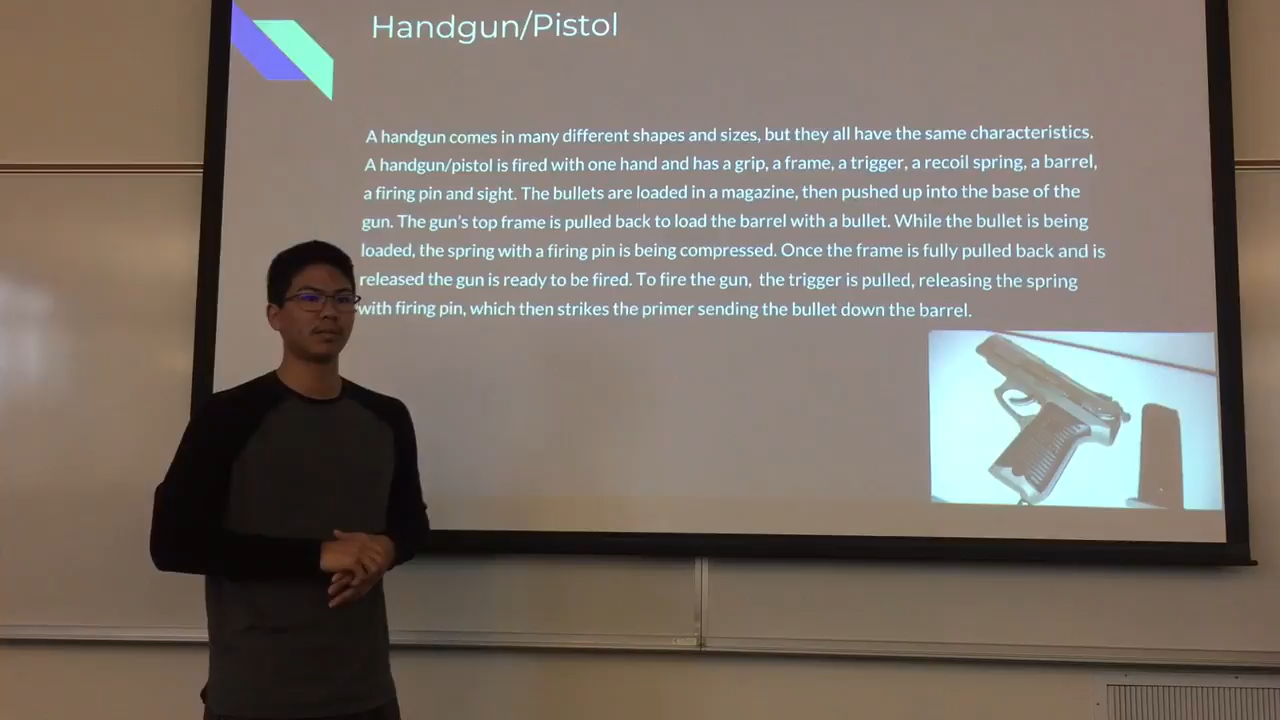 Handgun/Pistol
A handgun comes in many different shapes and sizes, but they all have the same characteristics.
A handgun/pistol is fired with one hand and has a grip, a frame, a trigger, a recoil spring, a barrel,
a firing pin and sight. The bullets are loaded in a magazine, then pushed up into the base of the
gun. The gun's top frame is pulled back to load the barrel with a bullet. While the bullet is being
loaded, the spring with a firing pin is being compressed. Once the frame is fully pulled back and is
released the gun is ready to be fired. To fire the gun, the trigger is pulled, releasing the spring
with firing pin, which then strikes the primer sending the bullet down the barrel.